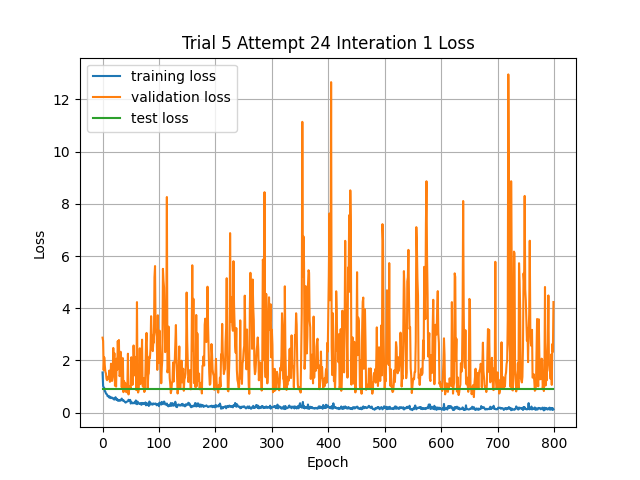 Trial 5 Attempt 24 Interation 1 Loss
training loss
validation loss
test loss
12
10
8
6
4
2
0
Loss
0 100 200 300 400 500 600 700 800
Epoch